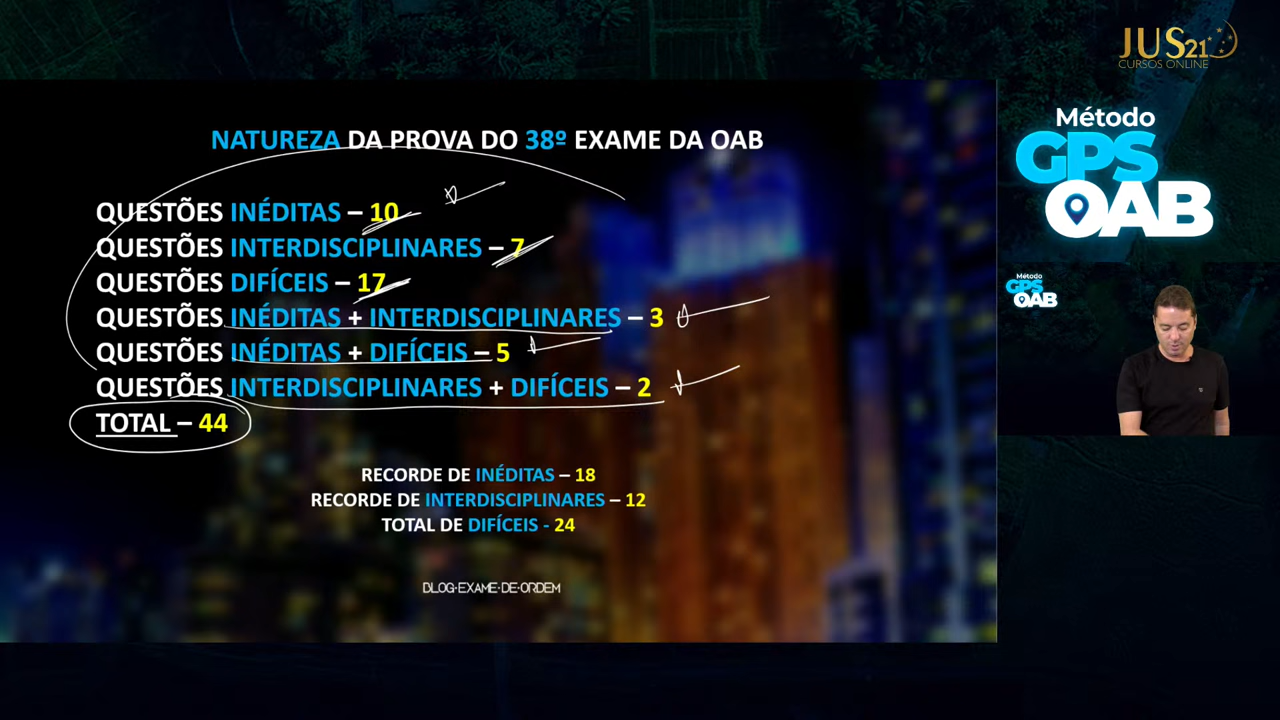 JUS21
CURSOS ONLINE
Método
GPS
OAB
NATUREZA DA PROVA DO 38º EXAME DA OAB
QUESTÕES INÉDITAS – 10
QUESTÕES INTERDISCIPLINARES – 7
QUESTÕES DIFÍCEIS – 17
QUESTÕES INÉDITAS + INTERDISCIPLINARES – 3
QUESTÕES INÉDITAS + DIFÍCEIS – 5
QUESTÕES INTERDISCIPLINARES + DIFÍCEIS – 2
TOTAL – 44
RECORDE DE INÉDITAS – 18
RECORDE DE INTERDISCIPLINARES – 12
TOTAL DE DIFÍCEIS - 24
BLOG·EXAME·DE·ORDEM
Método
GPS
OAB